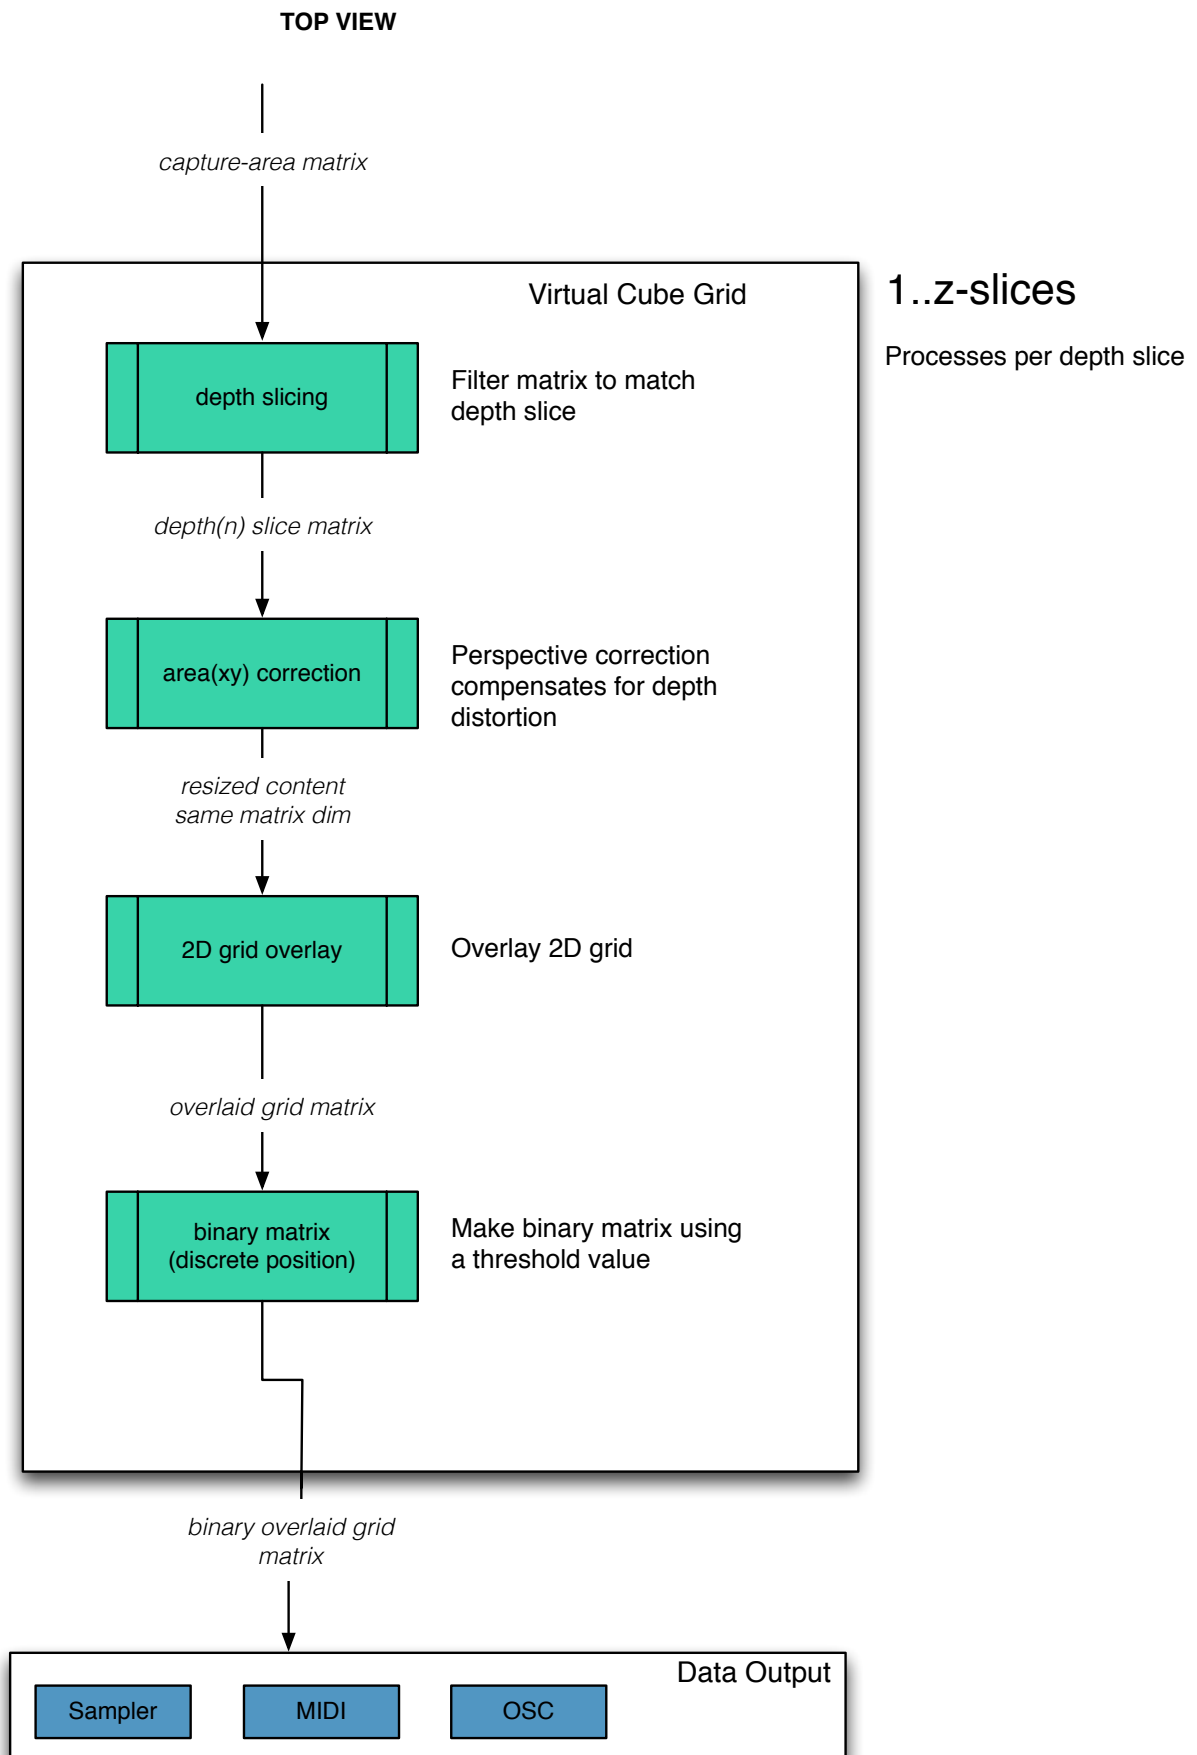 TOP VIEW
capture-area matrix
Virtual Cube Grid
1..z-slices
Processes per depth slice
depth slicing
Filter matrix to match
depth slice
depth(n) slice matrix
area(xy) correction
Perspective correction
compensates for depth
distortion
resized content
same matrix dim
2D grid overlay
Overlay 2D grid
overlaid grid matrix
binary matrix
(discrete position)
Make binary matrix using
a threshold value
binary overlaid grid
matrix
Data Output
Sampler
MIDI
OSC